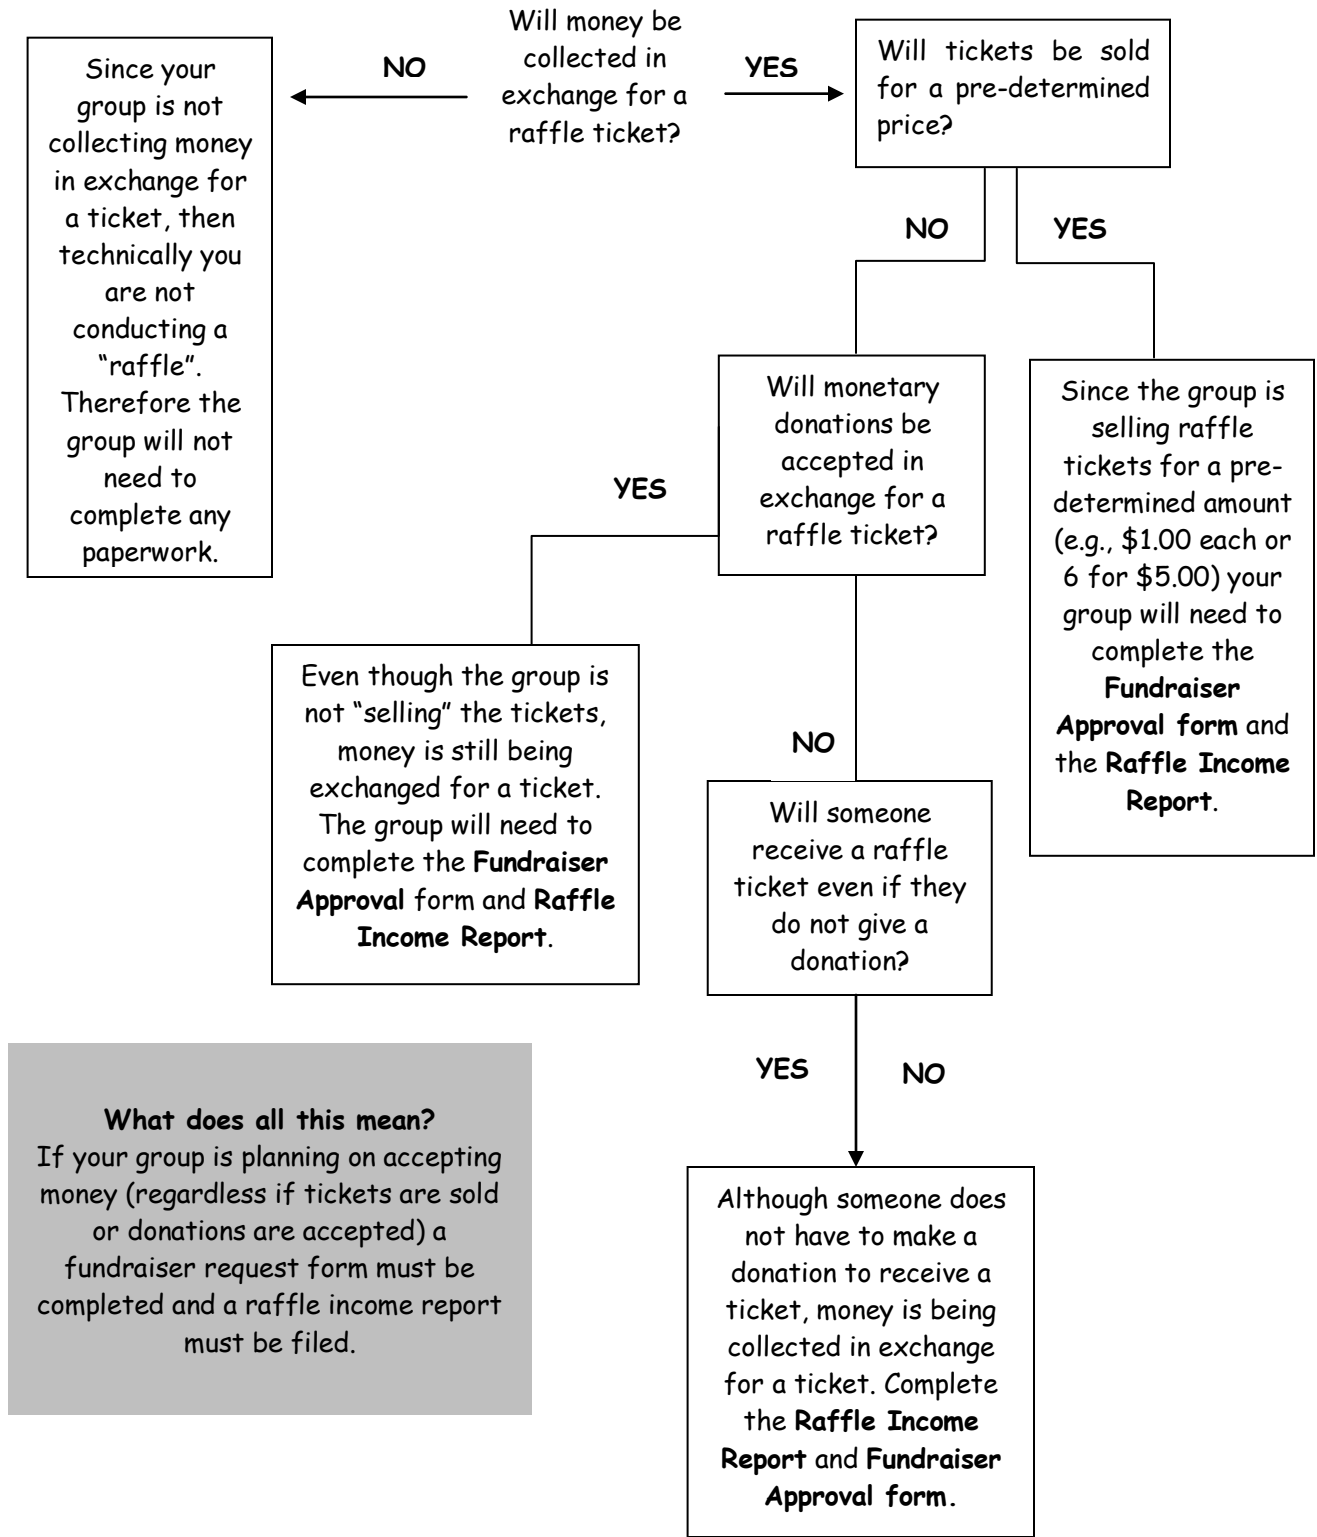 Will money be
collected in
exchange for a
raffle ticket?
NO
YES
Since your
group is not
collecting money
in exchange for
a ticket, then
technically you
are not
conducting a
“raffle”.
Therefore the
group will not
need to
complete any
paperwork.
Will tickets be sold
for a pre-determined
price?
NO
YES
Will monetary
donations be
accepted in
exchange for a
raffle ticket?
Since the group is
selling raffle
tickets for a pre-
determined amount
(e.g., $1.00 each or
6 for $5.00) your
group will need to
complete the
Fundraiser
Approval form and
the Raffle Income
Report.
YES
NO
Even though the group is
not “selling” the tickets,
money is still being
exchanged for a ticket.
The group will need to
complete the Fundraiser
Approval form and Raffle
Income Report.
Will someone
receive a raffle
ticket even if they
do not give a
donation?
YES
NO
What does all this mean?
If your group is planning on accepting
money (regardless if tickets are sold
or donations are accepted) a
fundraiser request form must be
completed and a raffle income report
must be filed.
Although someone does
not have to make a
donation to receive a
ticket, money is being
collected in exchange
for a ticket. Complete
the Raffle Income
Report and Fundraiser
Approval form.